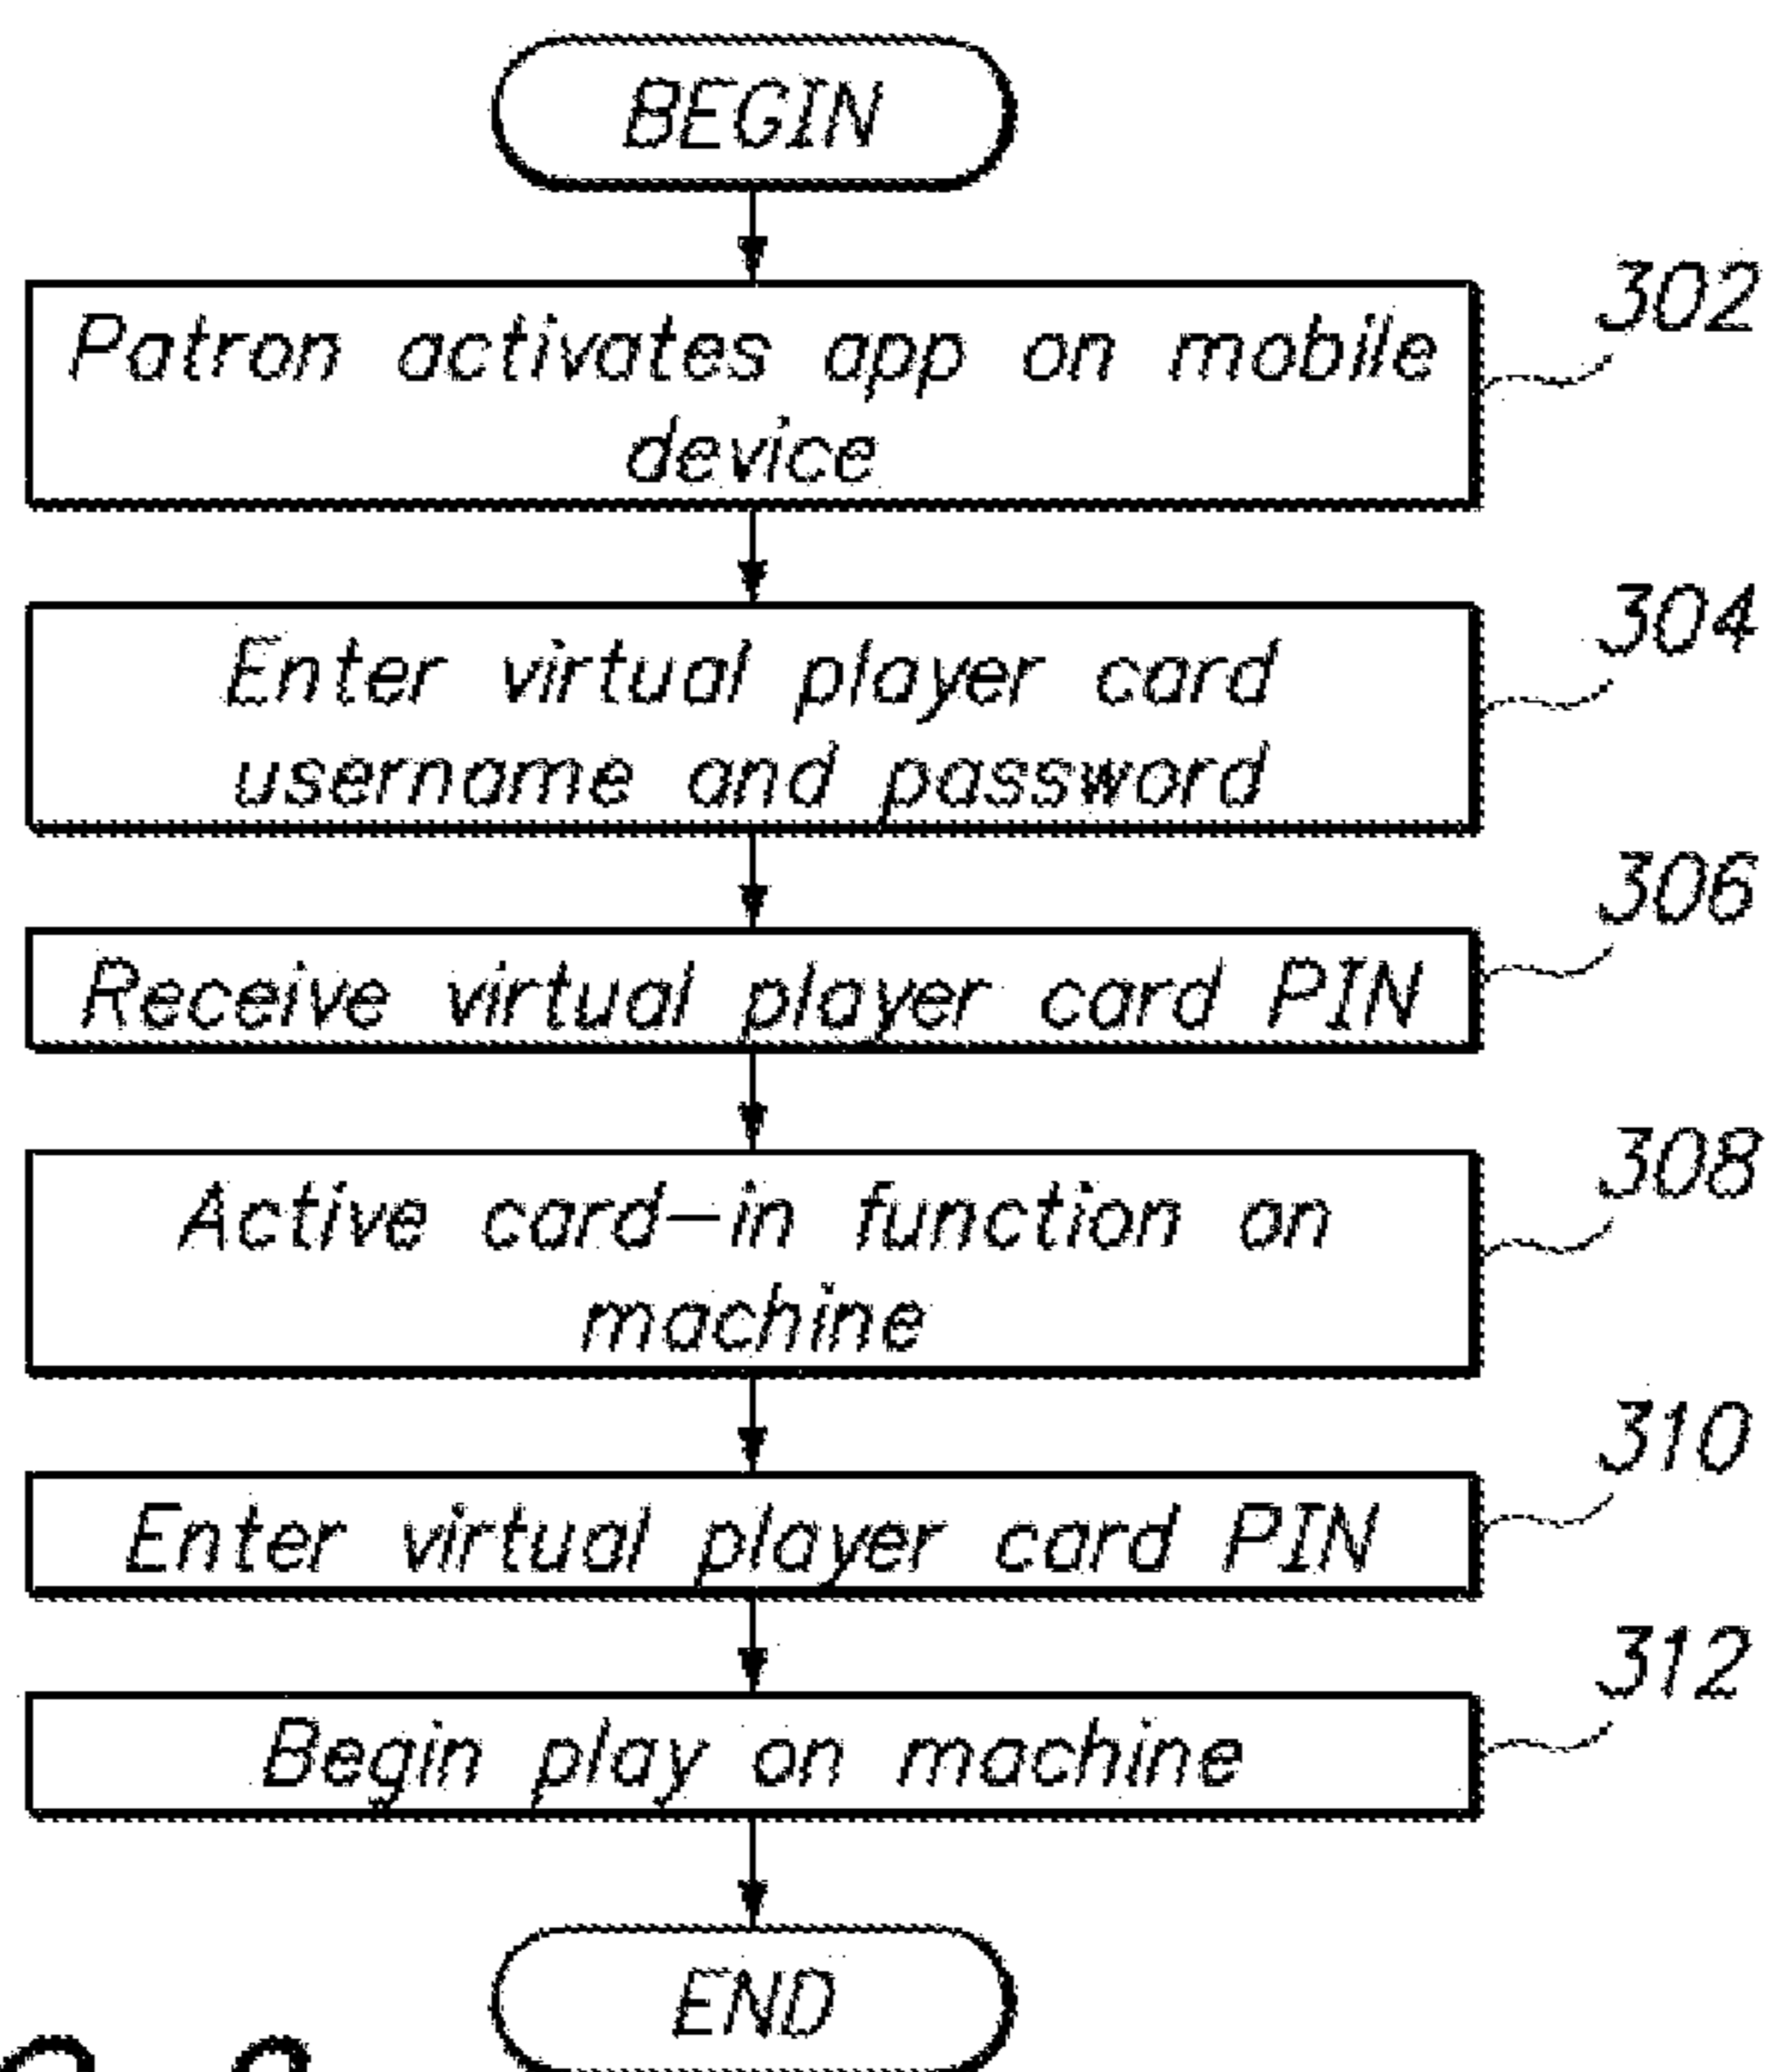 BEGIN
302
Patron activates app on mobile
device
304
Enter virtual player card
username and password
306
Receive virtual player card PIN
308
Active card-in function on
machine
310
Enter virtual player card PIN
312
Begin play on machine
END